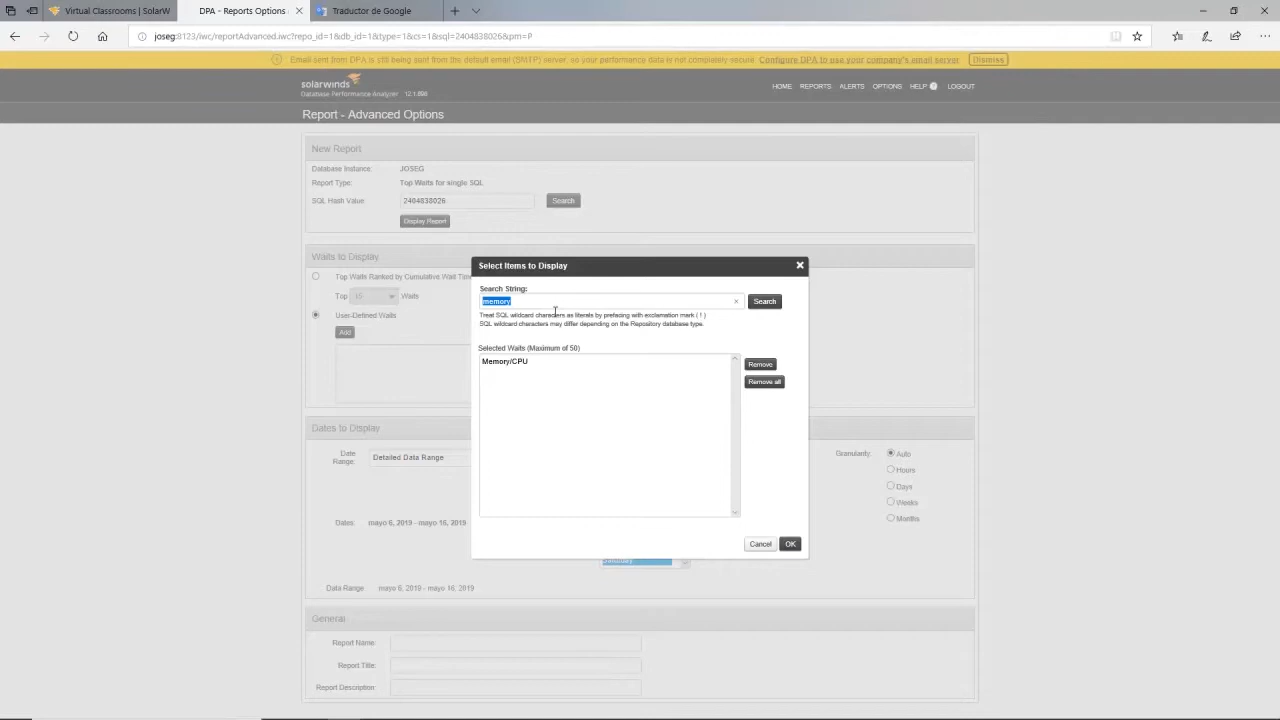 Virtual Classrooms | SolarW
DPA - Reports Options
Traductor de Google
joseg:8123/iwc/reportAdvanced.iwc?repo_id=1&db_id=1&type=1&cs=1&sql=2404838026&pm=P
Email sent from DPA is still being sent from the default email (SMTP) server, so your performance data is not completely secure. Configure DPA to use your company's email server Dismiss
solarwinds
Database Performance Analyzer 12.1.698
HOME REPORTS ALERTS OPTIONS HELP ? LOGOUT
Report - Advanced Options
New Report
Database Instance: JOSEG
Report Type: Top Waits for single SQL
SQL Hash Value 2404838026 Search
Display Report
Waits to Display
Top Waits Ranked by Cumulative Wait Tim
Top 15 Waits
User-Defined Waits
Add
Select Items to Display
Search String:
memory Search
Treat SQL wildcard characters as literals by prefacing with exclamation mark ( ! )
SQL wildcard characters may differ depending on the Repository database type.
Selected Waits (Maximum of 50)
Memory/CPU
Remove
Remove all
Cancel OK
Dates to Display
Date Range: Detailed Data Range
Granularity: Auto
Hours
Days
Weeks
Months
Dates: mayo 6, 2019 - mayo 16, 2019
Data Range mayo 6, 2019 - mayo 16, 2019
General
Report Name:
Report Title:
Report Description: